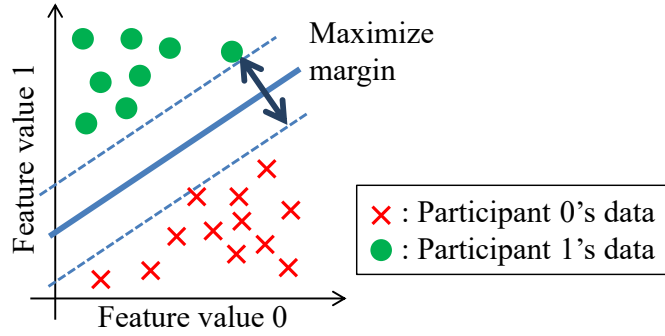 Maximize
margin
Feature value 1
: Participant 0's data
: Participant 1's data
Feature value 0